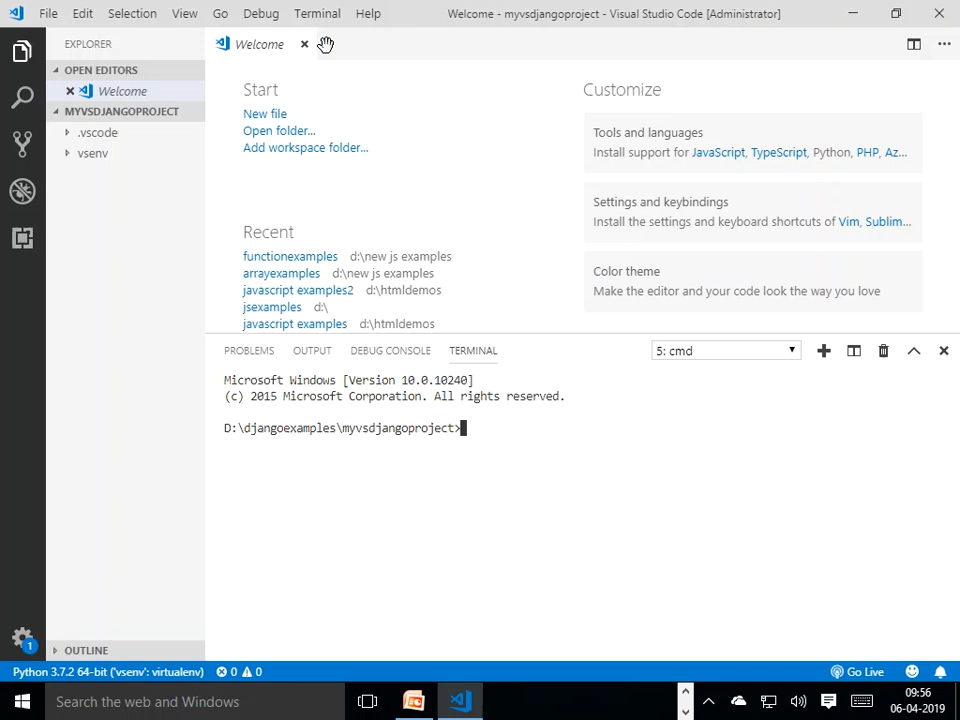 File Edit Selection View Go Debug Terminal Help Welcome - myvsdjangoproject - Visual Studio Code [Administrator]
EXPLORER
OPEN EDITORS
Welcome
MYVSDJANGOPROJECT
.vscode
vsenv
OUTLINE
Welcome
Start
New file
Open folder...
Add workspace folder...
Recent
functionexamples d:\new js examples
arrayexamples d:\new js examples
javascript examples2 d:\htmldemos
jsexamples d:\
javascript examples d:\htmldemos
Customize
Tools and languages
Install support for JavaScript, TypeScript, Python, PHP, Az...
Settings and keybindings
Install the settings and keyboard shortcuts of Vim, Sublim...
Color theme
Make the editor and your code look the way you love
PROBLEMS OUTPUT DEBUG CONSOLE TERMINAL 5: cmd
Microsoft Windows [Version 10.0.10240]
(c) 2015 Microsoft Corporation. All rights reserved.
D:\djangoexamples\myvsdjangoproject>
1
Python 3.7.2 64-bit ('vsenv': virtualenv) 0 0 Go Live
Search the web and Windows
09:56
06-04-2019